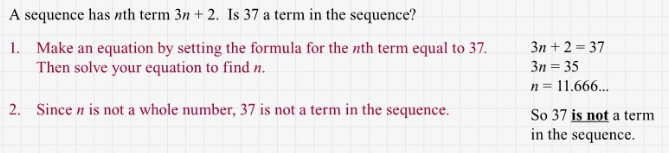 A sequence has nth term 3n + 2. Is 37 a term in the sequence?
1. Make an equation by setting the formula for the nth term equal to 37.
Then solve your equation to find n.
2. Since n is not a whole number, 37 is not a term in the sequence.
3n + 2 = 37
3n = 35
n = 11.666...
So 37 is not a term
in the sequence.